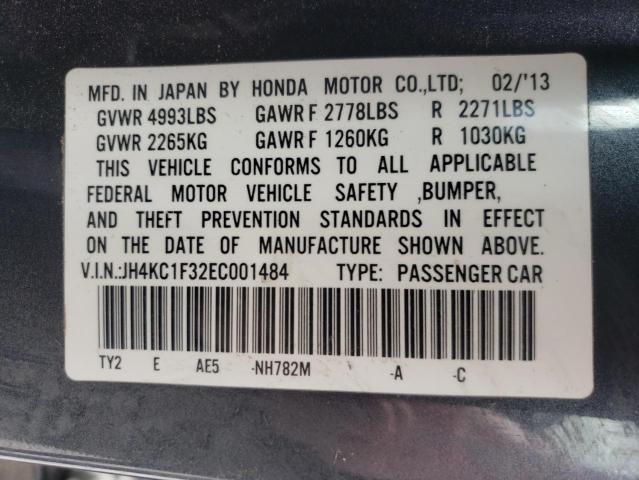 MFD. IN JAPAN BY HONDA MOTOR CO.,LTD; 02/'13
GVWR 4993LBS GAWR F 2778LBS R 2271LBS
GVWR 2265KG GAWR F 1260KG R 1030KG
THIS VEHICLE CONFORMS TO ALL APPLICABLE
FEDERAL MOTOR VEHICLE SAFETY ,BUMPER,
AND THEFT PREVENTION STANDARDS IN EFFECT
ON THE DATE OF MANUFACTURE SHOWN ABOVE.
V.I.N.:JH4KC1F32EC001484 TYPE: PASSENGER CAR
TY2 E AE5 -NH782M -A -C